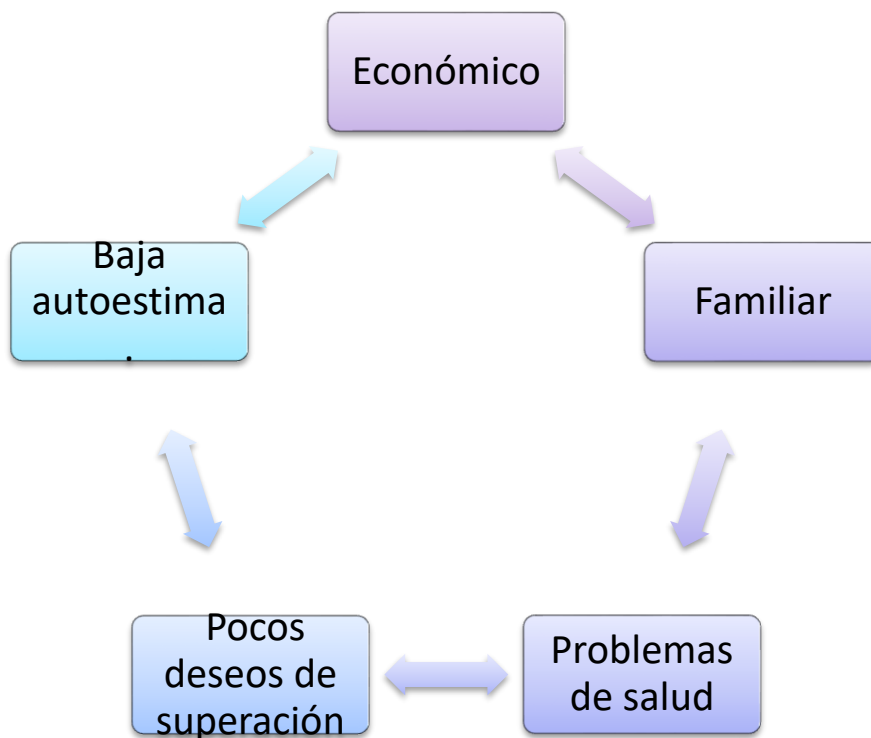 Económico
Familiar
Problemas
de salud
Pocos
deseos de
superación
Baja
autoestima
.